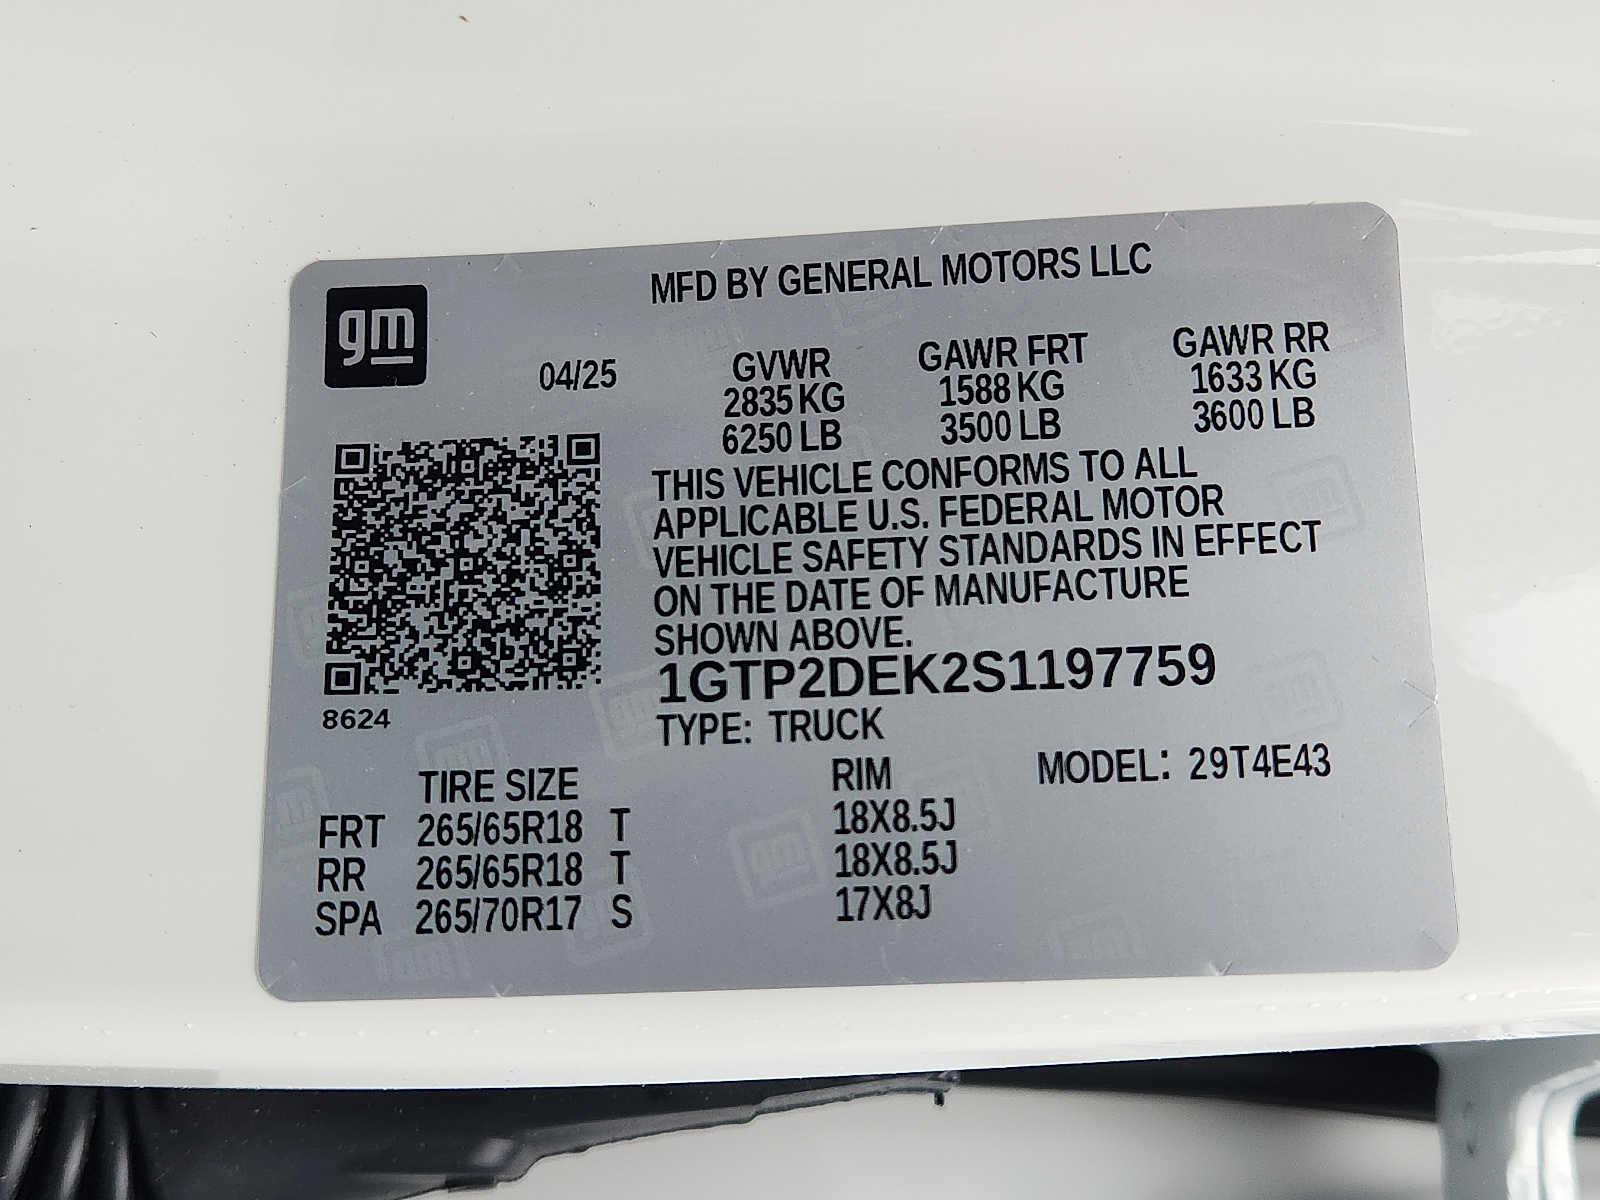 MFD BY GENERAL MOTORS LLC
gm
04/25
GVWR GAWR FRT GAWR RR
2835 KG 1588 KG 1633 KG
6250 LB 3500 LB 3600 LB
THIS VEHICLE CONFORMS TO ALL
APPLICABLE U.S. FEDERAL MOTOR
VEHICLE SAFETY STANDARDS IN EFFECT
ON THE DATE OF MANUFACTURE
SHOWN ABOVE.
1GTP2DEK2S1197759
8624
TYPE: TRUCK
TIRE SIZE RIM MODEL: 29T4E43
FRT 265/65R18 T 18X8.5J
RR 265/65R18 T 18X8.5J
SPA 265/70R17 S 17X8J